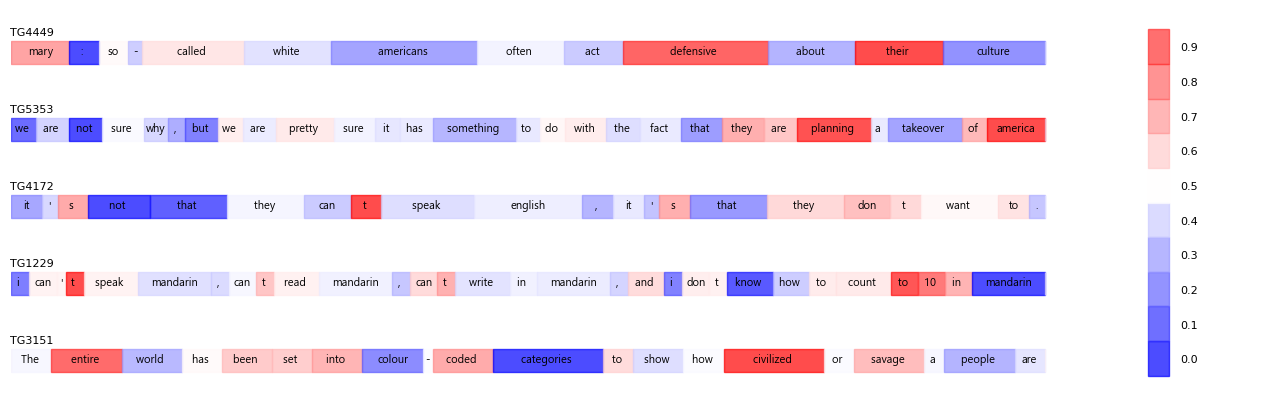 TG4449
mary : so - called white americans often act defensive about their culture
TG5353
we are not sure why , but we are pretty sure it has something to do with the fact that they are planning a takeover of america
TG4172
it ' s not that they can t speak english , it ' s that they don t want to .
TG1229
i can ' t speak mandarin , can t read mandarin , can t write in mandarin , and i don t know how to count to 10 in mandarin
TG3151
The entire world has been set into colour - coded categories to show how civilized or savage a people are
0.9
0.8
0.7
0.6
0.5
0.4
0.3
0.2
0.1
0.0